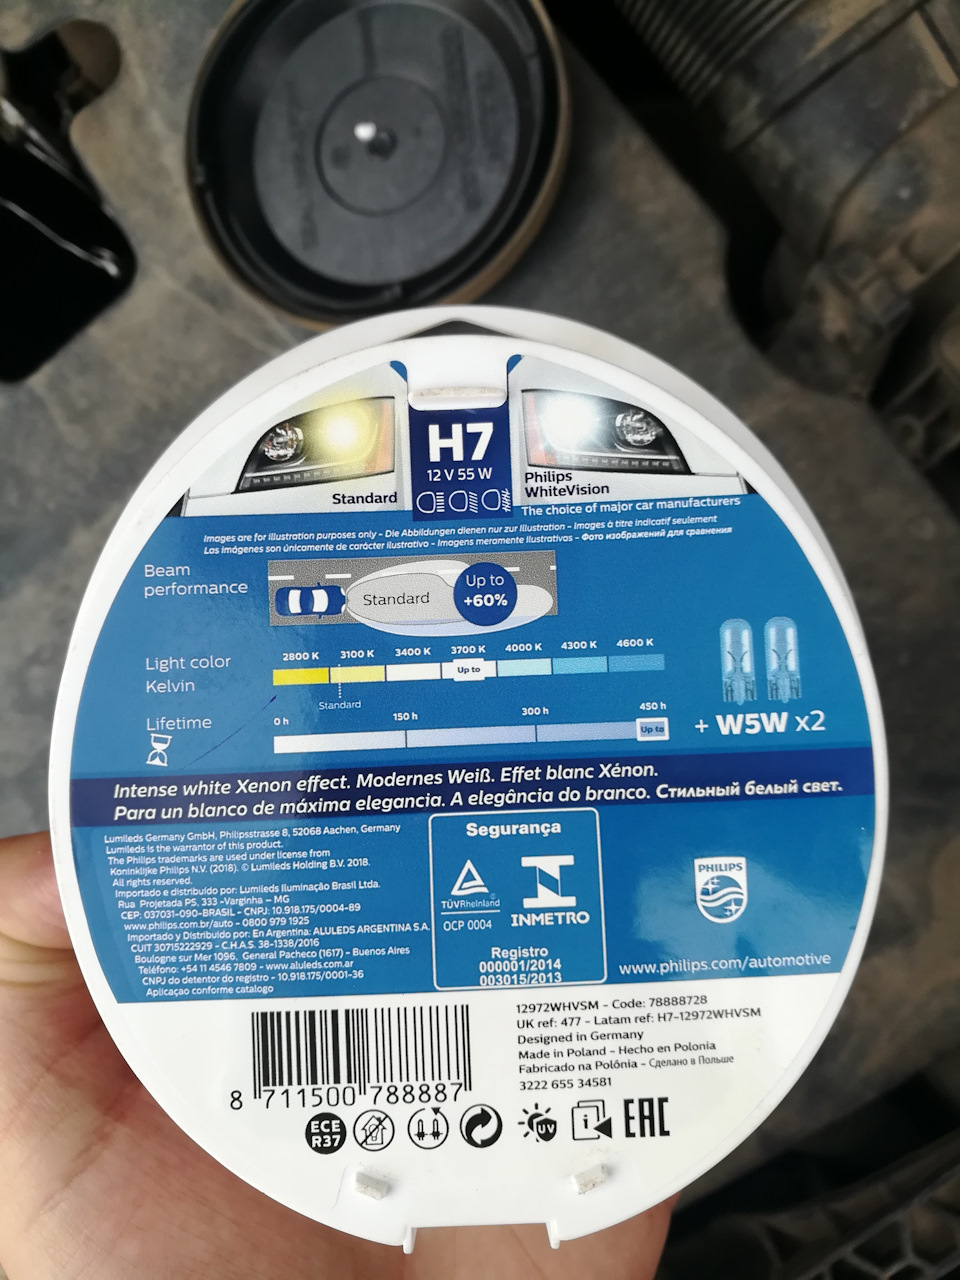 H7
12 V 55 W
Standard
Philips
WhiteVision
The choice of major car manufacturers
Images are for illustration purposes only – Die Abbildungen dienen nur zur Illustration – Images à titre indicatif seulement
Las imágenes son únicamente de carácter ilustrativo – Imagens meramente ilustrativas – Фото изображений для сравнения
Beam
performance
Standard
Up to
+60%
Light color
Kelvin
2800 K 3100 K 3400 K 3700 K 4000 K 4300 K 4600 K
Up to
Standard
Lifetime
0 h 150 h 300 h 450 h
Up to
+ W5W x2
Intense white Xenon effect. Modernes Weiß. Effet blanc Xénon.
Para un blanco de máxima elegancia. A elegância do branco. Стильный белый свет.
Lumileds Germany GmbH, Philipsstrasse 8, 52068 Aachen, Germany
Lumileds is the warrantor of this product.
The Philips trademarks are used under license from
Koninklijke Philips N.V. (2018). © Lumileds Holding B.V. 2018.
All rights reserved.
Importado e distribuído por: Lumileds Iluminação Brasil Ltda.
Rua Projetada PS, 333 -Varginha – MG
CEP: 037031-090-BRASIL - CNPJ: 10.918.175/0004-89
www.philips.com.br/auto - 0800 979 1925
Importado y Distribuido por: En Argentina: ALULEDS ARGENTINA S.A.
CUIT 30715222929 - C.H.A.S. 38-1338/2016
Boulogne sur Mer 1096, General Pacheco (1617) - Buenos Aires
Teléfono: +54 11 4546 7809 - www.aluleds.com.ar
CNPJ do detentor do registro - 10.918.175/0001-36
Aplicaçao conforme catalogo
Segurança
TÜVRheinland
OCP 0004
INMETRO
Registro
000001/2014
003015/2013
PHILIPS
www.philips.com/automotive
12972WHVSM - Code: 78888728
UK ref: 477 - Latam ref: H7-12972WHVSM
Designed in Germany
Made in Poland - Hecho en Polonia
Fabricado na Polônia - Сделано в Польше
3222 655 34581
8 711500 788887
ECE
R37
UV
i
EAC